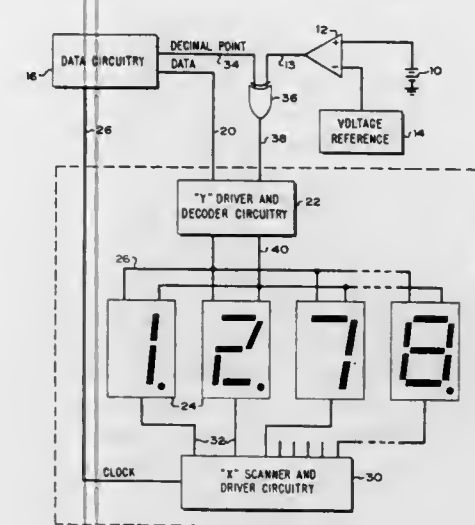 12
DECIMAL POINT
16
DATA CIRCUITRY
34
13
10
DATA
36
26
20
38
VOLTAGE
REFERENCE
14
"Y" DRIVER AND
DECODER CIRCUITRY
22
26
40
1. 2. 7 8.
24
32
CLOCK
"X" SCANNER AND
DRIVER CIRCUITRY
30